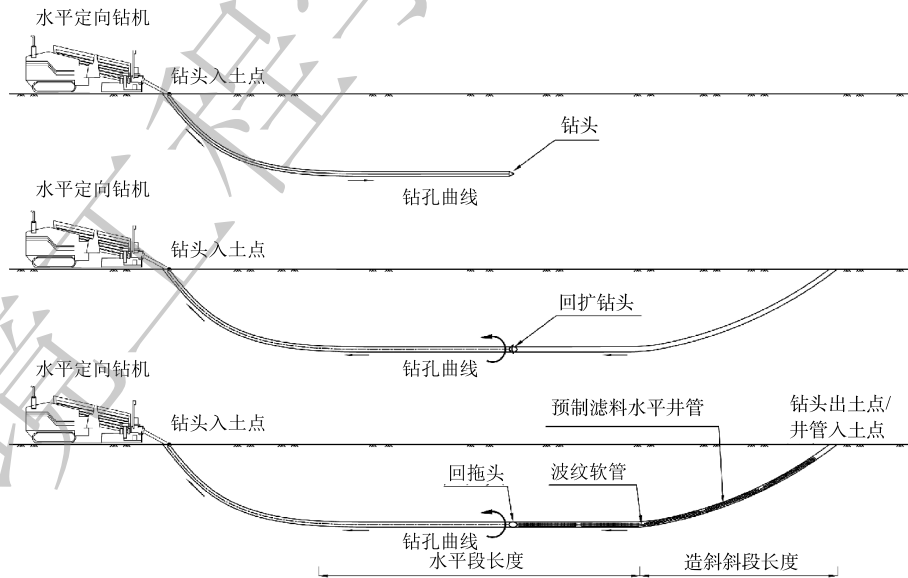 水平定向钻机
钻头入土点
钻头
钻孔曲线
水平定向钻机
钻头入土点
回扩钻头
钻孔曲线
水平定向钻机
钻头入土点
预制滤料水平井管
钻头出土点/
井管入土点
回拖头
波纹软管
钻孔曲线
水平段长度
造斜斜段长度
境工程